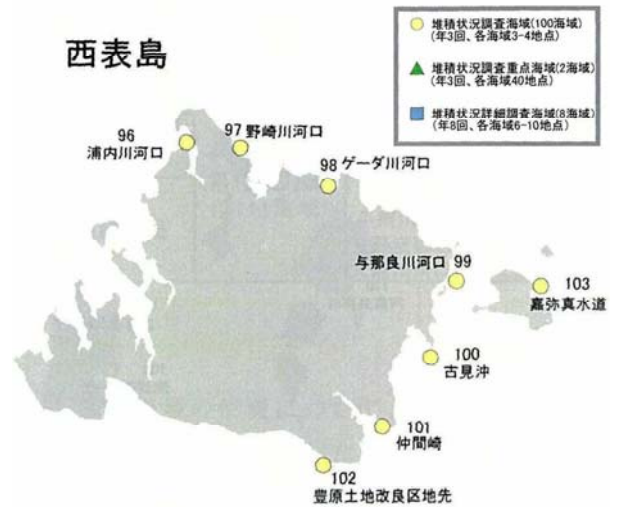 西表島
堆積状況調査海域(100海域)
(年3回、各海域3-4地点)
堆積状況調査重点海域(2海域)
(年3回、各海域40地点)
堆積状況詳細調査海域(8海域)
(年8回、各海域6-10地点)
96
浦内川河口
97 野崎川河口
98 ゲーダ川河口
与那良川河口 99
103
嘉弥真水道
100
古見沖
101
仲間崎
102
豊原土地改良区地先